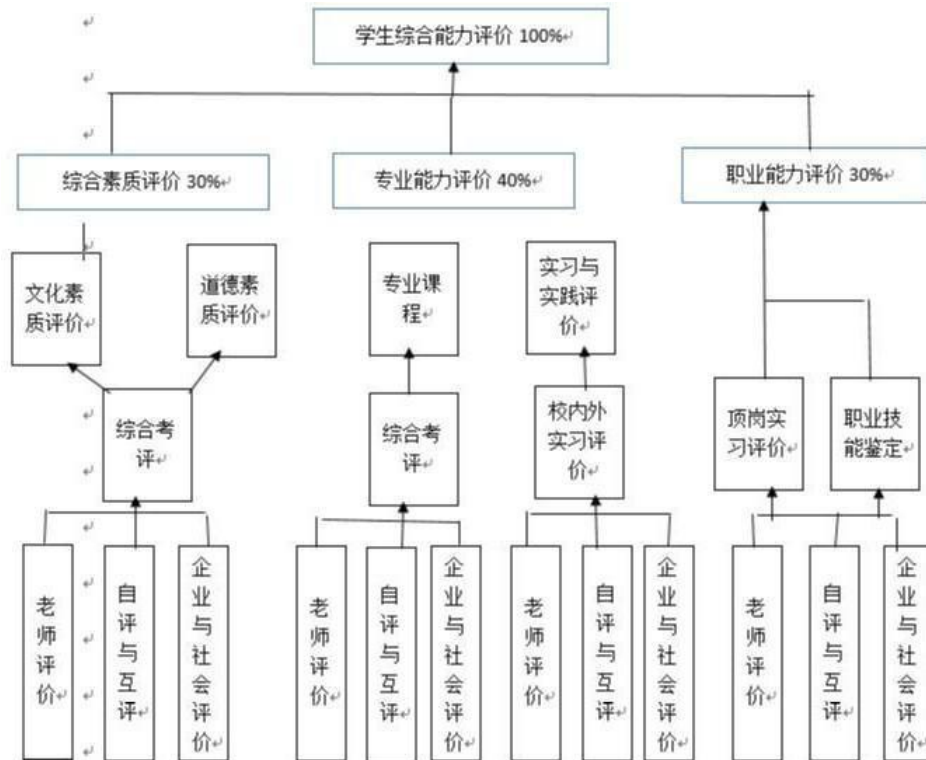 学生综合能力评价 100%
综合素质评价 30%
专业能力评价 40%
职业能力评价 30%
文化素
质评价
道德素
质评价
专业课
程
实习与
实践评
价
综合考
评
综合考
评
校内外
实习评
价
顶岗实
习评价
职业技
能鉴定
老师评价
自评与互评
企业与社会评价
老师评价
自评与互评
企业与社会评价
老师评价
自评与互评
企业与社会评价
老师评价
自评与互评
企业与社会评价